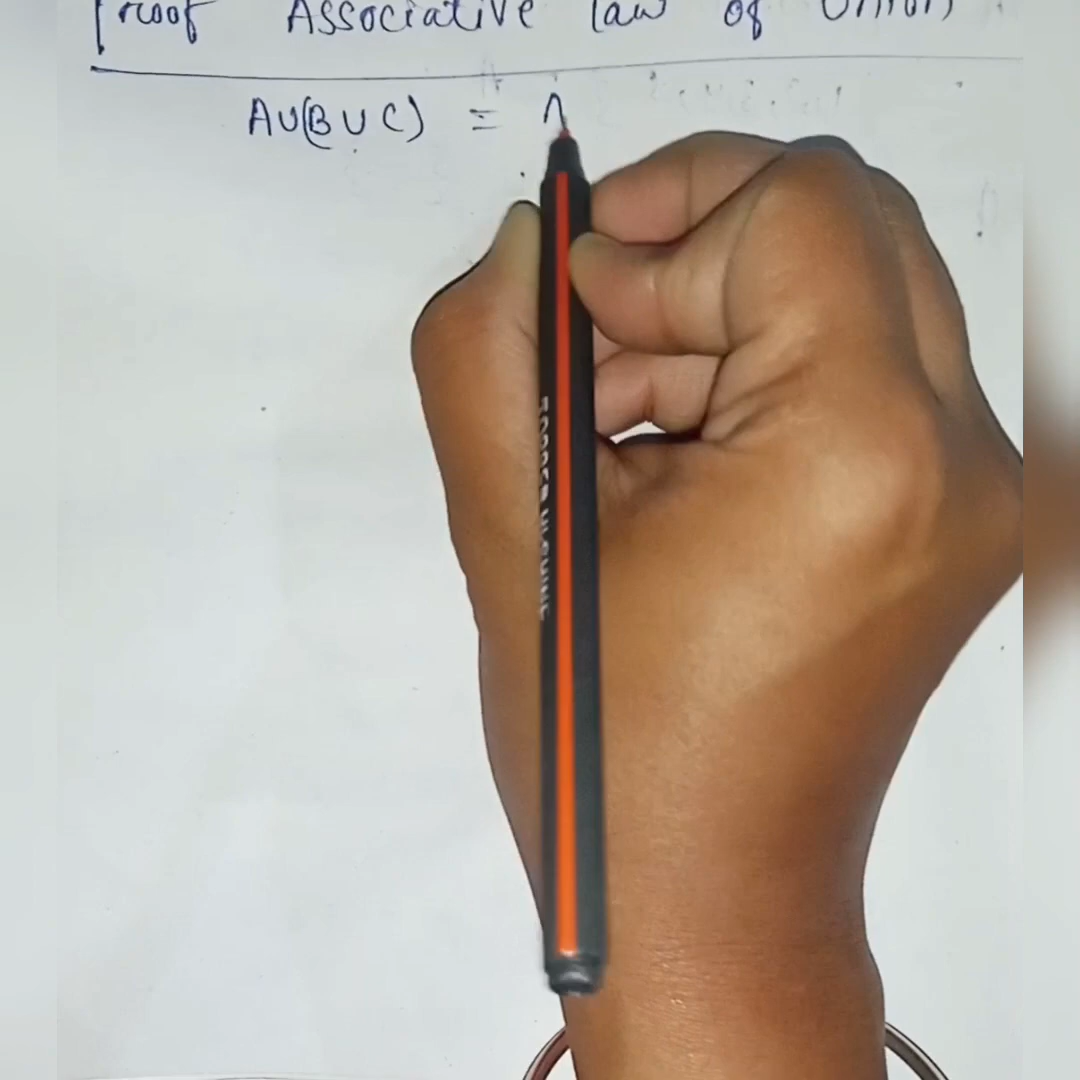 Proof Associative law of Union
A∪(B∪C) = A